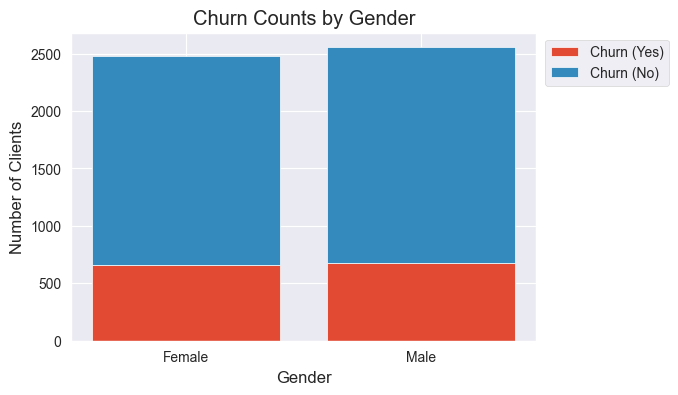 Churn Counts by Gender
Churn (Yes)
Churn (No)
Number of Clients
2500
2000
1500
1000
500
0
Female
Male
Gender